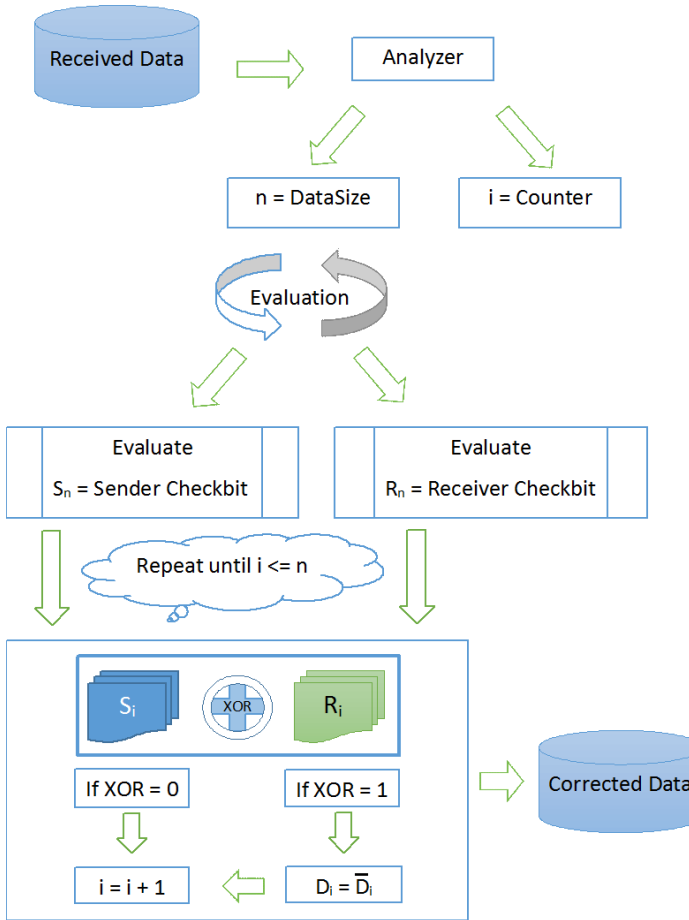 Received Data
Analyzer
n = DataSize
i = Counter
Evaluation
Evaluate
Sₙ = Sender Checkbit
Evaluate
Rₙ = Receiver Checkbit
Repeat until i <= n
Sᵢ
XOR
Rᵢ
If XOR = 0
If XOR = 1
Corrected Data
i = i + 1
Dᵢ = D̅ᵢ